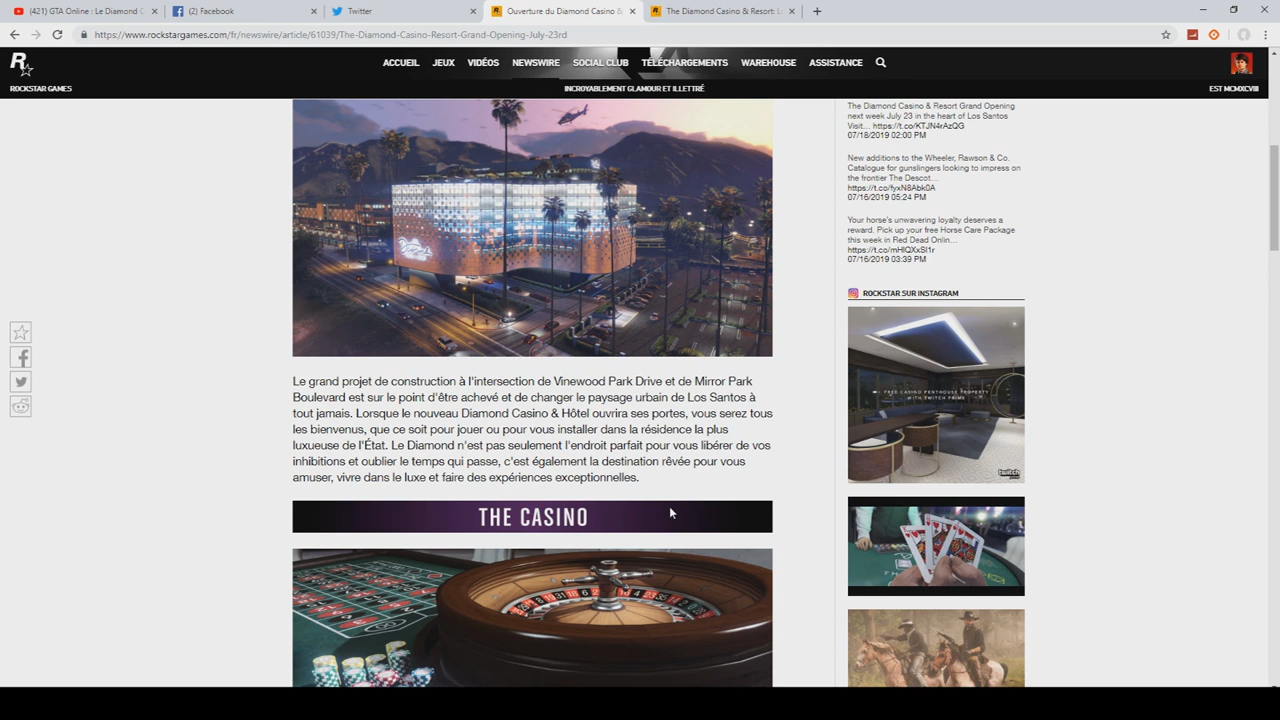 (421) GTA Online : Le Diamond C
(2) Facebook
Twitter
Ouverture du Diamond Casino &
The Diamond Casino & Resort: L
https://www.rockstargames.com/fr/newswire/article/61039/The-Diamond-Casino-Resort-Grand-Opening-July-23rd
R
ACCUEIL JEUX VIDÉOS NEWSWIRE SOCIAL CLUB TÉLÉCHARGEMENTS WAREHOUSE ASSISTANCE
ROCKSTAR GAMES
INCROYABLEMENT GLAMOUR ET ILLETTRÉ
EST MCMXCVIII
Le grand projet de construction à l'intersection de Vinewood Park Drive et de Mirror Park
Boulevard est sur le point d'être achevé et de changer le paysage urbain de Los Santos à
tout jamais. Lorsque le nouveau Diamond Casino & Hôtel ouvrira ses portes, vous serez tous
les bienvenus, que ce soit pour jouer ou pour vous installer dans la résidence la plus
luxueuse de l'État. Le Diamond n'est pas seulement l'endroit parfait pour vous libérer de vos
inhibitions et oublier le temps qui passe, c'est également la destination rêvée pour vous
amuser, vivre dans le luxe et faire des expériences exceptionnelles.
THE CASINO
The Diamond Casino & Resort Grand Opening
next week July 23 in the heart of Los Santos
Visit... https://t.co/KTJN4rAzQG
07/18/2019 02:00 PM
New additions to the Wheeler, Rawson & Co.
Catalogue for gunslingers looking to impress on
the frontier The Descot...
https://t.co/fyxN8Abk0A
07/16/2019 05:24 PM
Your horse's unwavering loyalty deserves a
reward. Pick up your free Horse Care Package
this week in Red Dead Onlin...
https://t.co/mHIQXxSl1r
07/16/2019 03:39 PM
ROCKSTAR SUR INSTAGRAM
FREE CASINO PENTHOUSE PROPERTY
WITH TWITCH PRIME
twitch